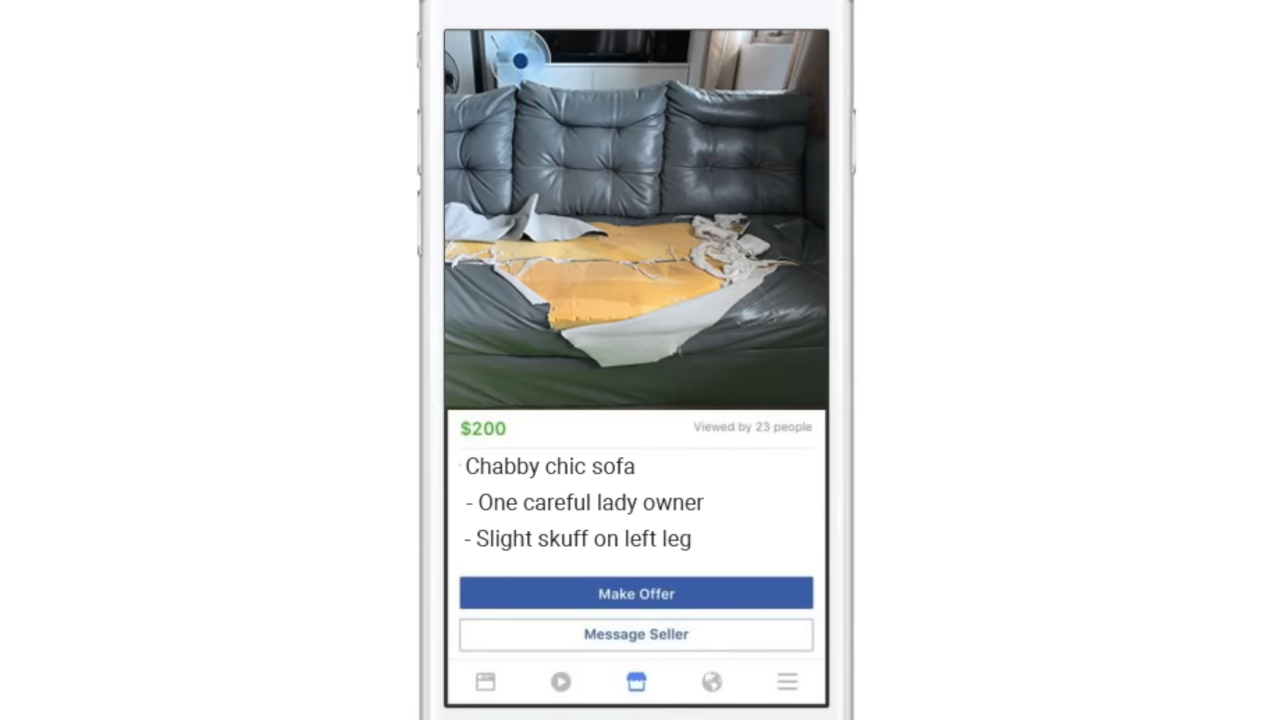 $200
Viewed by 23 people
Chabby chic sofa
- One careful lady owner
- Slight skuff on left leg
Make Offer
Message Seller